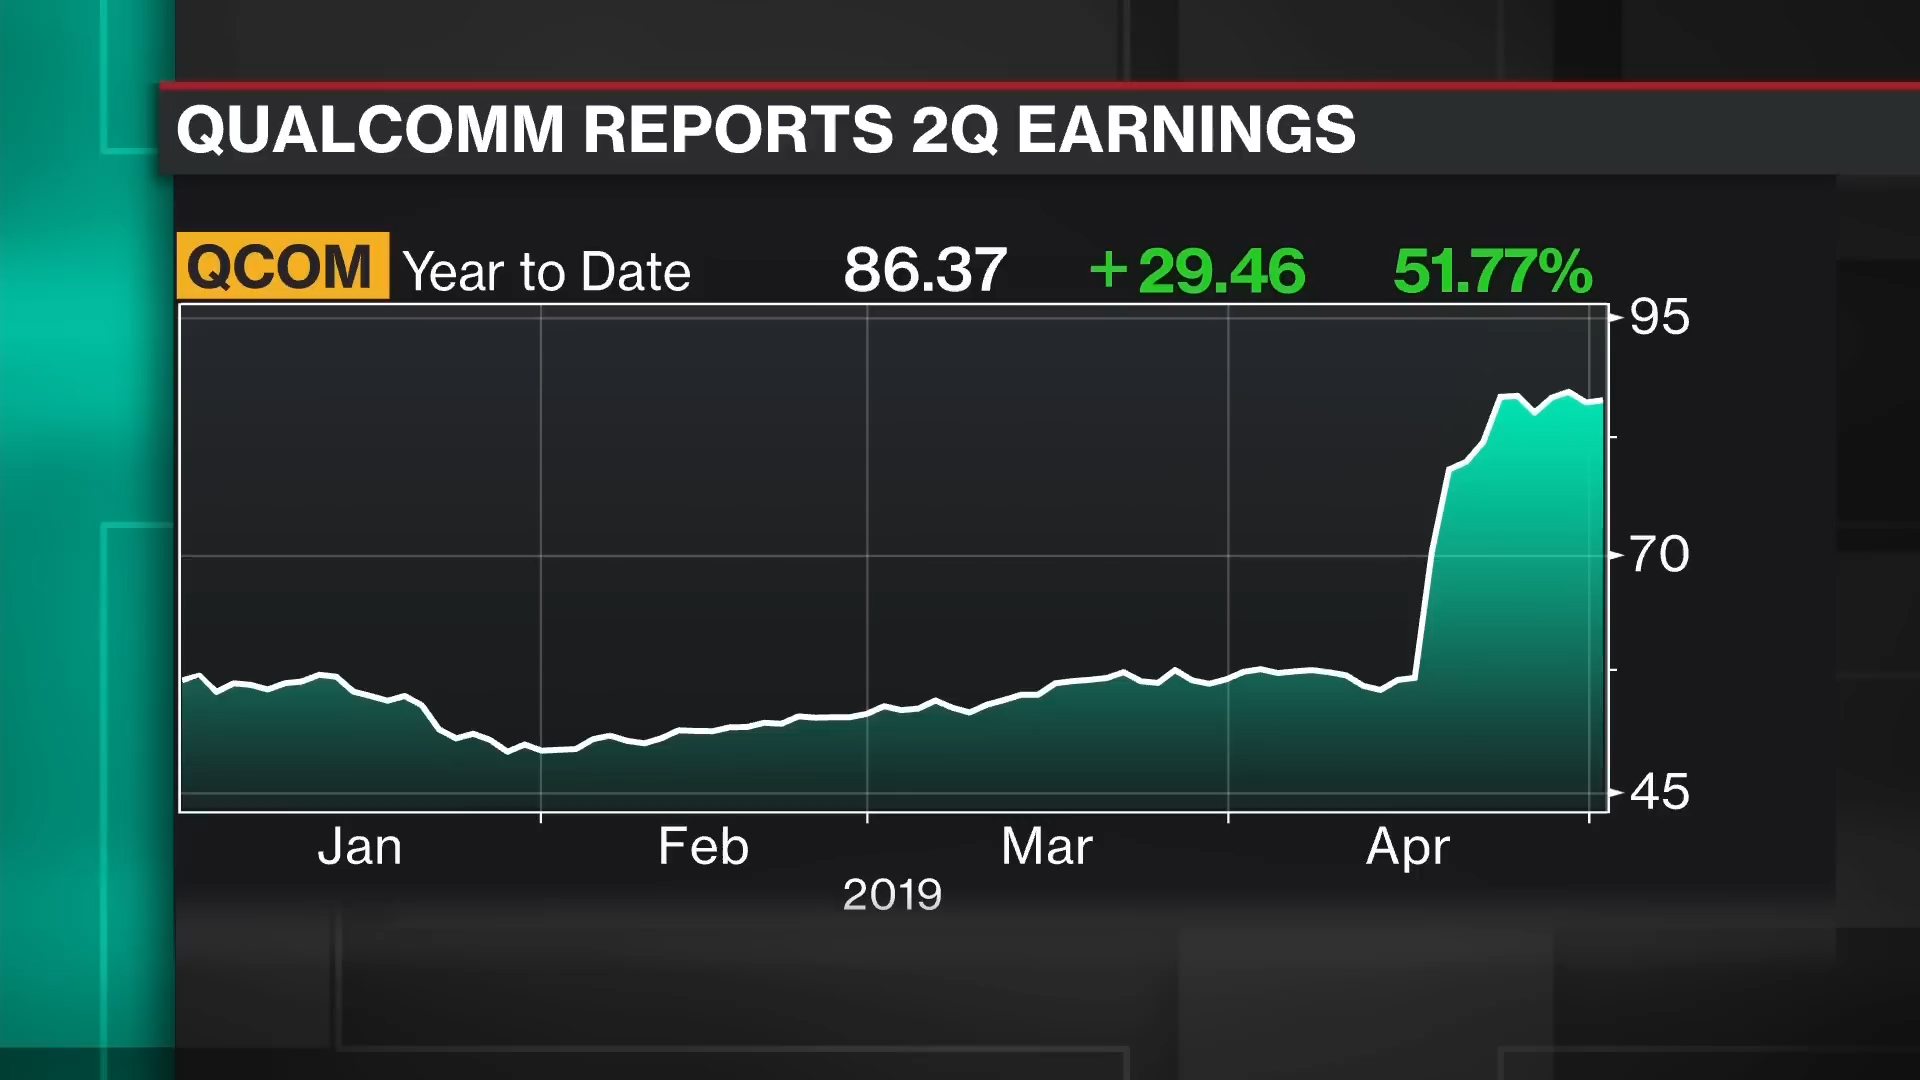 QUALCOMM REPORTS 2Q EARNINGS
QCOM Year to Date 86.37 +29.46 51.77%
95
70
45
Jan Feb Mar Apr
2019